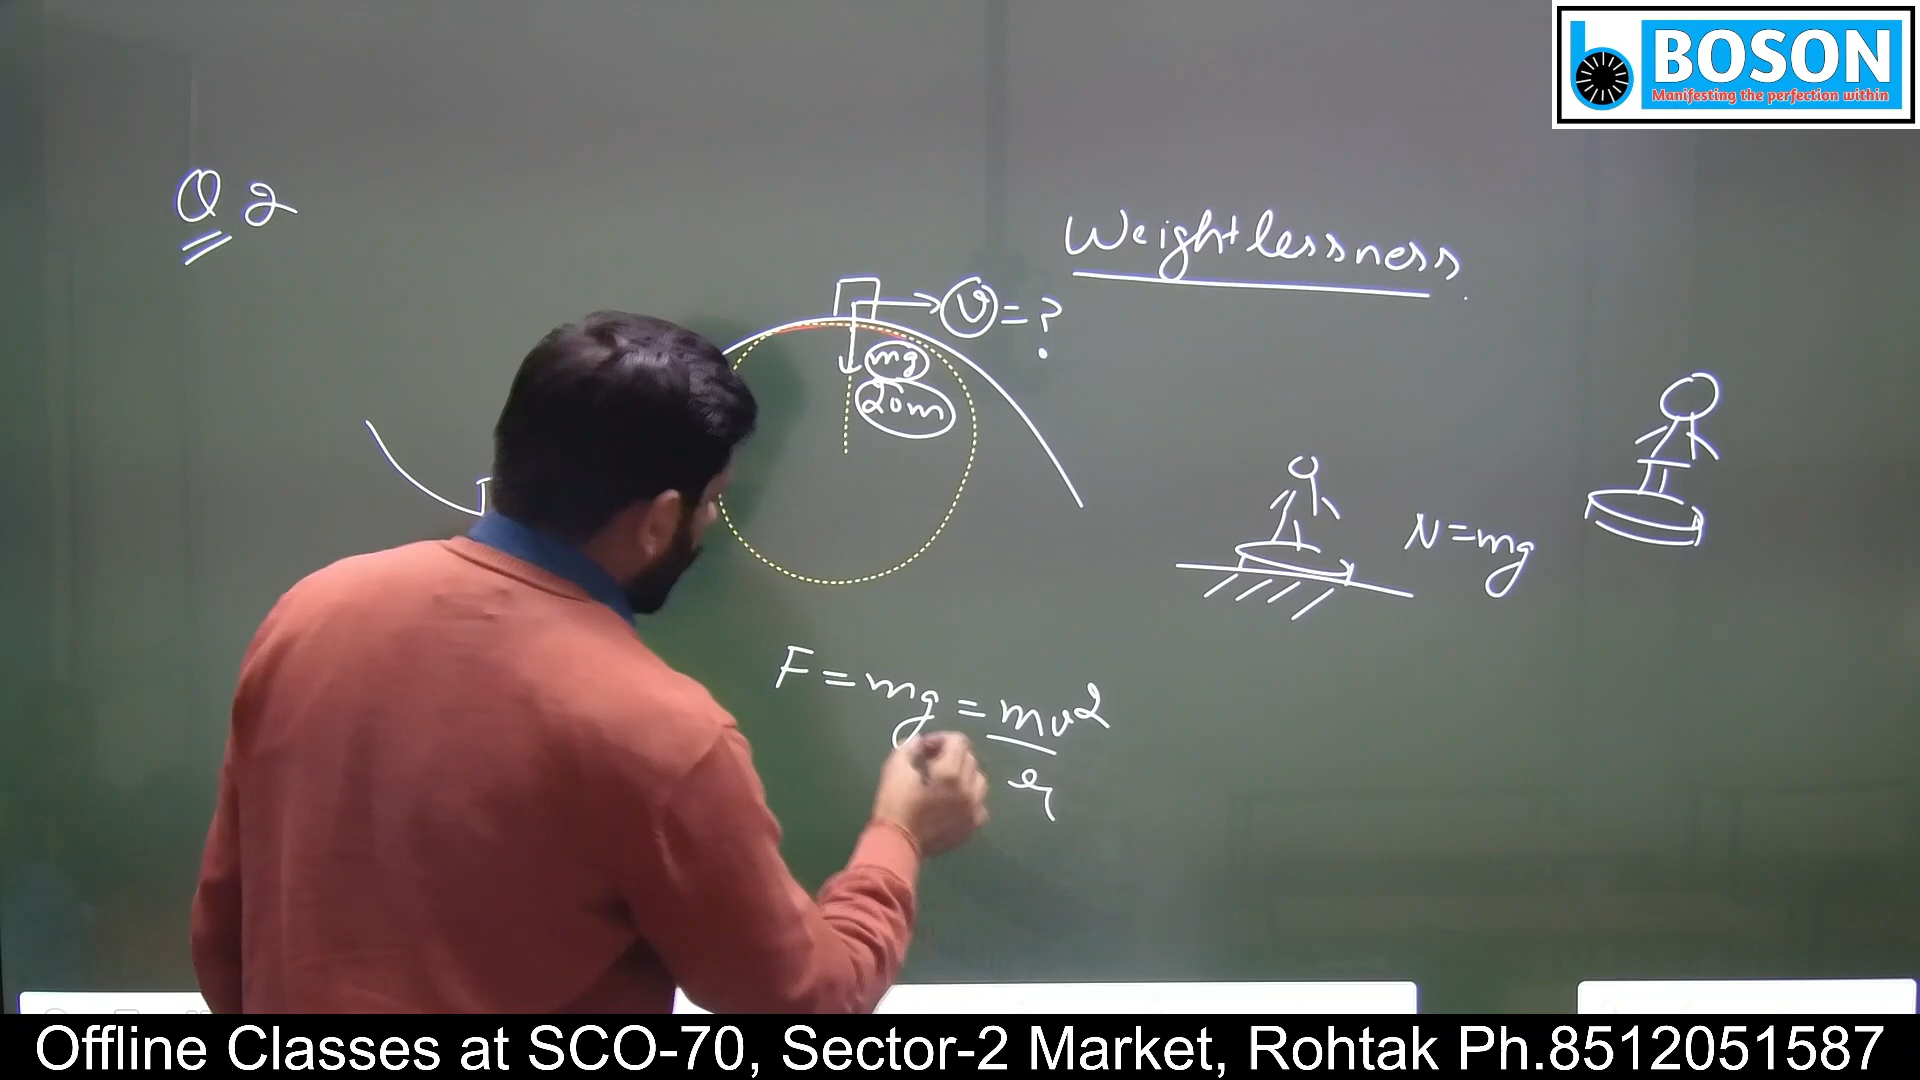 BOSON
Manifesting the perfection within
Q 2
Weightlessness.
v = ?
mg
20m
N=mg
F = mg = mv²
r
Offline Classes at SCO-70, Sector-2 Market, Rohtak Ph.8512051587